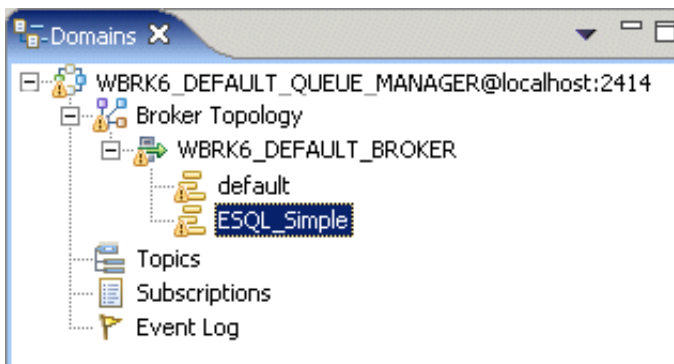 Domains
WBRK6_DEFAULT_QUEUE_MANAGER@localhost:2414
Broker Topology
WBRK6_DEFAULT_BROKER
default
ESQL_Simple
Topics
Subscriptions
Event Log